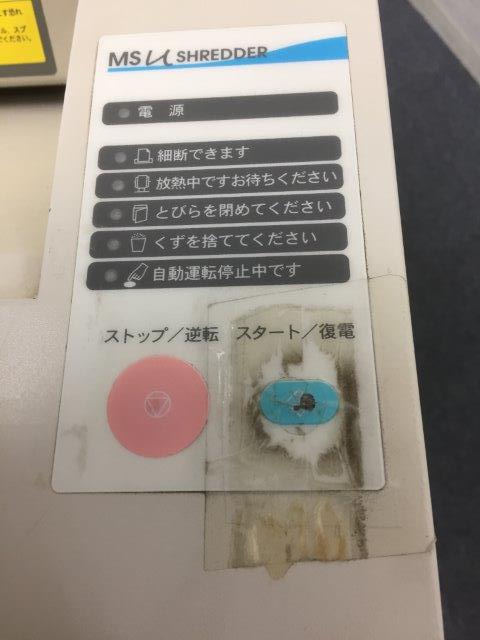 MS μ SHREDDER
電 源
細断できます
放熱中ですお待ちください
とびらを閉めてください
くずを捨ててください
自動運転停止中です
ストップ/逆転 スタート/復電